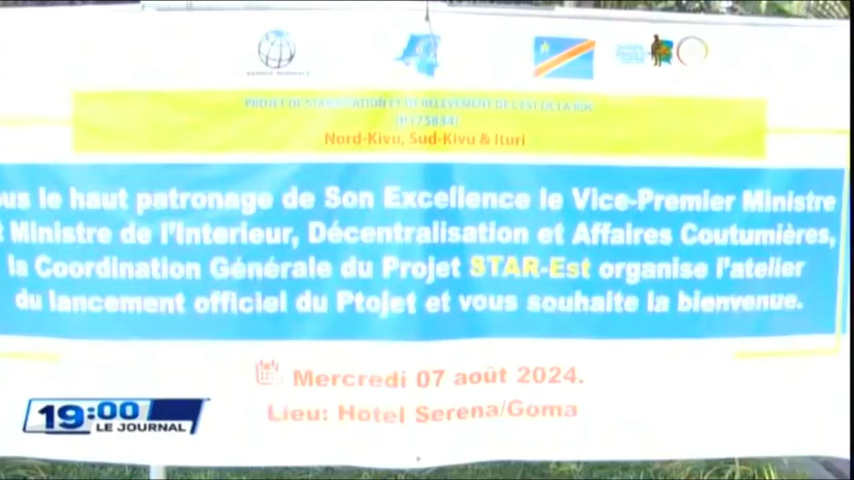 BANQUE MONDIALE
PROJET DE STABILISATION ET DE RELEVEMENT DE L'EST DE LA RDC
(P175834)
Nord-Kivu, Sud-Kivu & Ituri
ous le haut patronage de Son Excellence le Vice-Premier Ministre
t Ministre de l'Interieur, Décentralisation et Affaires Coutumières,
la Coordination Générale du Projet STAR-Est organise l'atelier
du lancement officiel du Ptojet et vous souhaite la bienvenue.
Mercredi 07 août 2024.
Lieu: Hotel Serena/Goma
19:00
LE JOURNAL